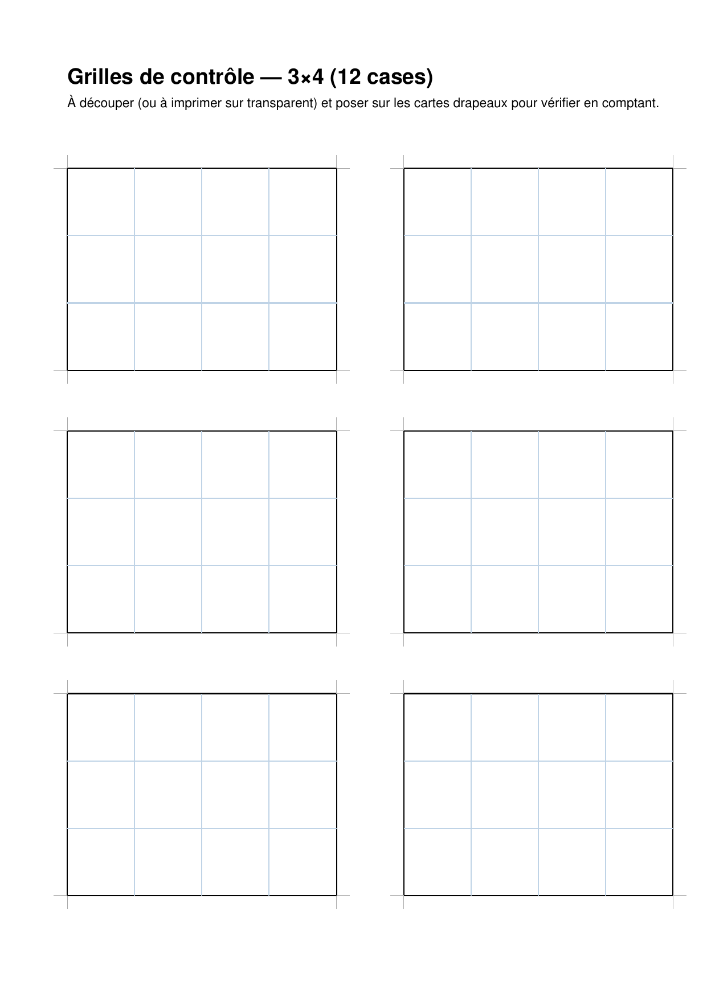 Grilles de contrôle — 3×4 (12 cases)
À découper (ou à imprimer sur transparent) et poser sur les cartes drapeaux pour vérifier en comptant.